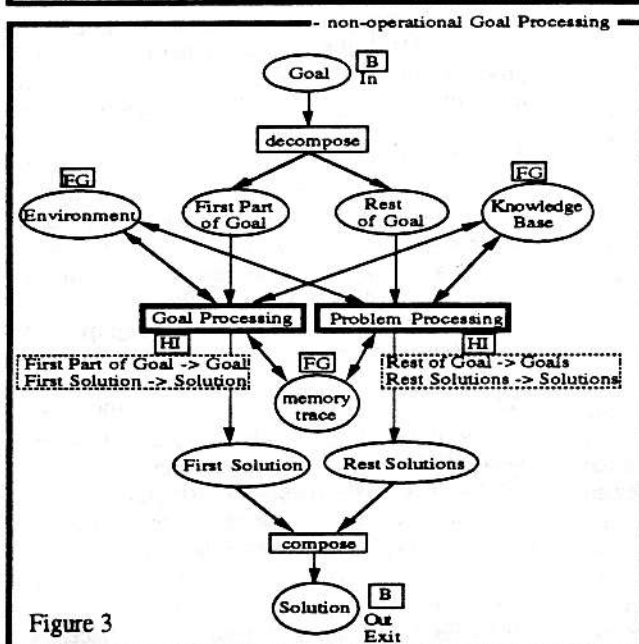 - non-operational Goal Processing
Goal
B
In
decompose
FG
FG
Environment
First Part
of Goal
Rest
of Goal
Knowledge
Base
Goal Processing
Problem Processing
HI
HI
First Part of Goal -> Goal
First Solution -> Solution
FG
Rest of Goal -> Goals
Rest Solutions -> Solutions
memory
trace
First Solution
Rest Solutions
compose
Solution
B
Out
Exit
Figure 3